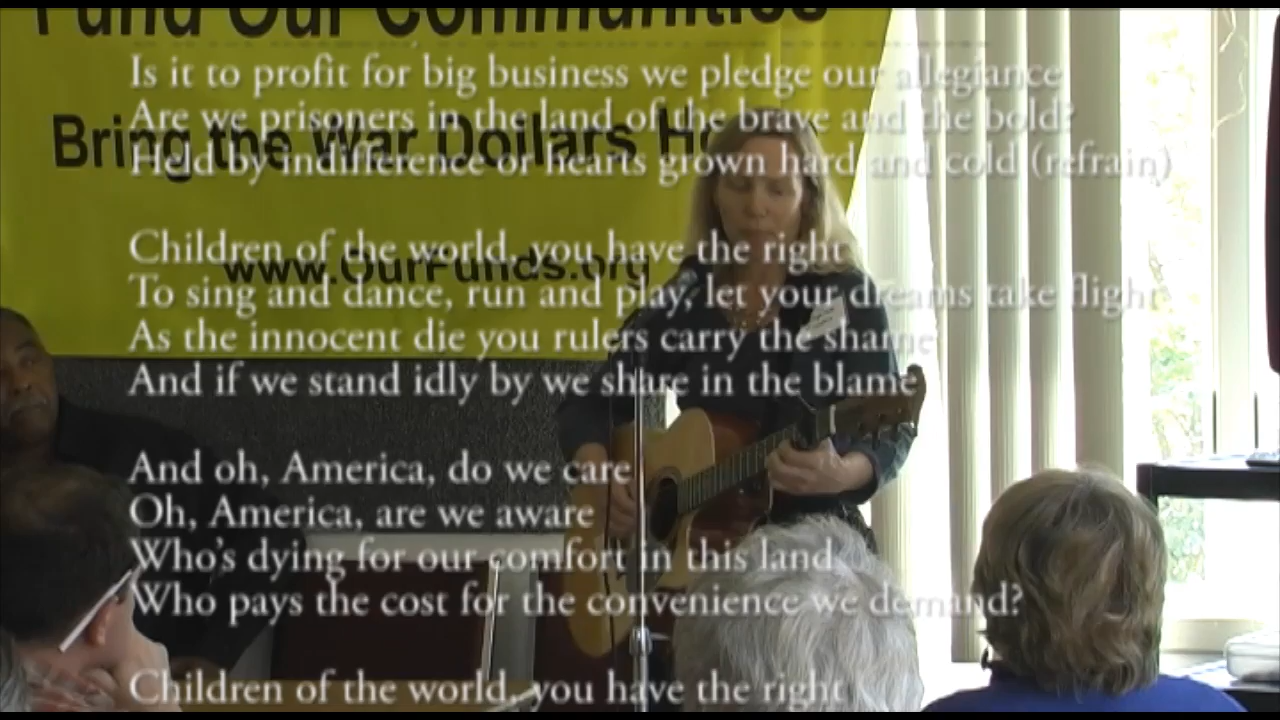 Fund Our Communities
Bring the War Dollars Ho
www.OurFunds.org
Is it to profit for big business we pledge our allegiance
Are we prisoners in the land of the brave and the bold?
Held by indifference or hearts grown hard and cold (refrain)
Children of the world, you have the right
To sing and dance, run and play, let your dreams take flight
As the innocent die you rulers carry the shame
And if we stand idly by we share in the blame
And oh, America, do we care
Oh, America, are we aware
Who's dying for our comfort in this land
Who pays the cost for the convenience we demand?
Children of the world, you have the right